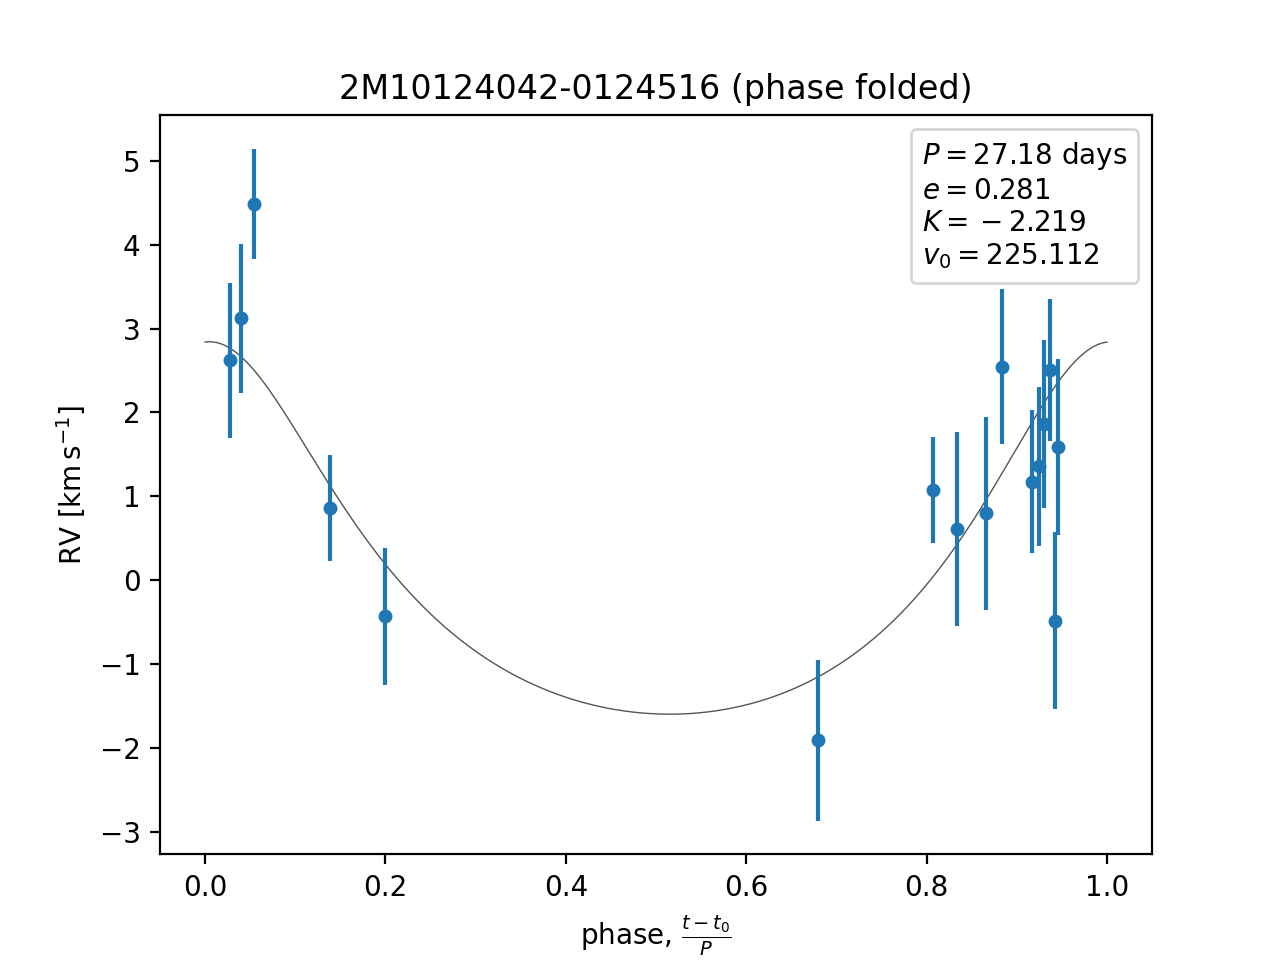 2M10124042-0124516 (phase folded)
P = 27.18 days
e = 0.281
K = −2.219
v₀ = 225.112
RV [km s⁻¹]
5
4
3
2
1
0
−1
−2
−3
0.0 0.2 0.4 0.6 0.8 1.0
phase, (t − t₀)/P